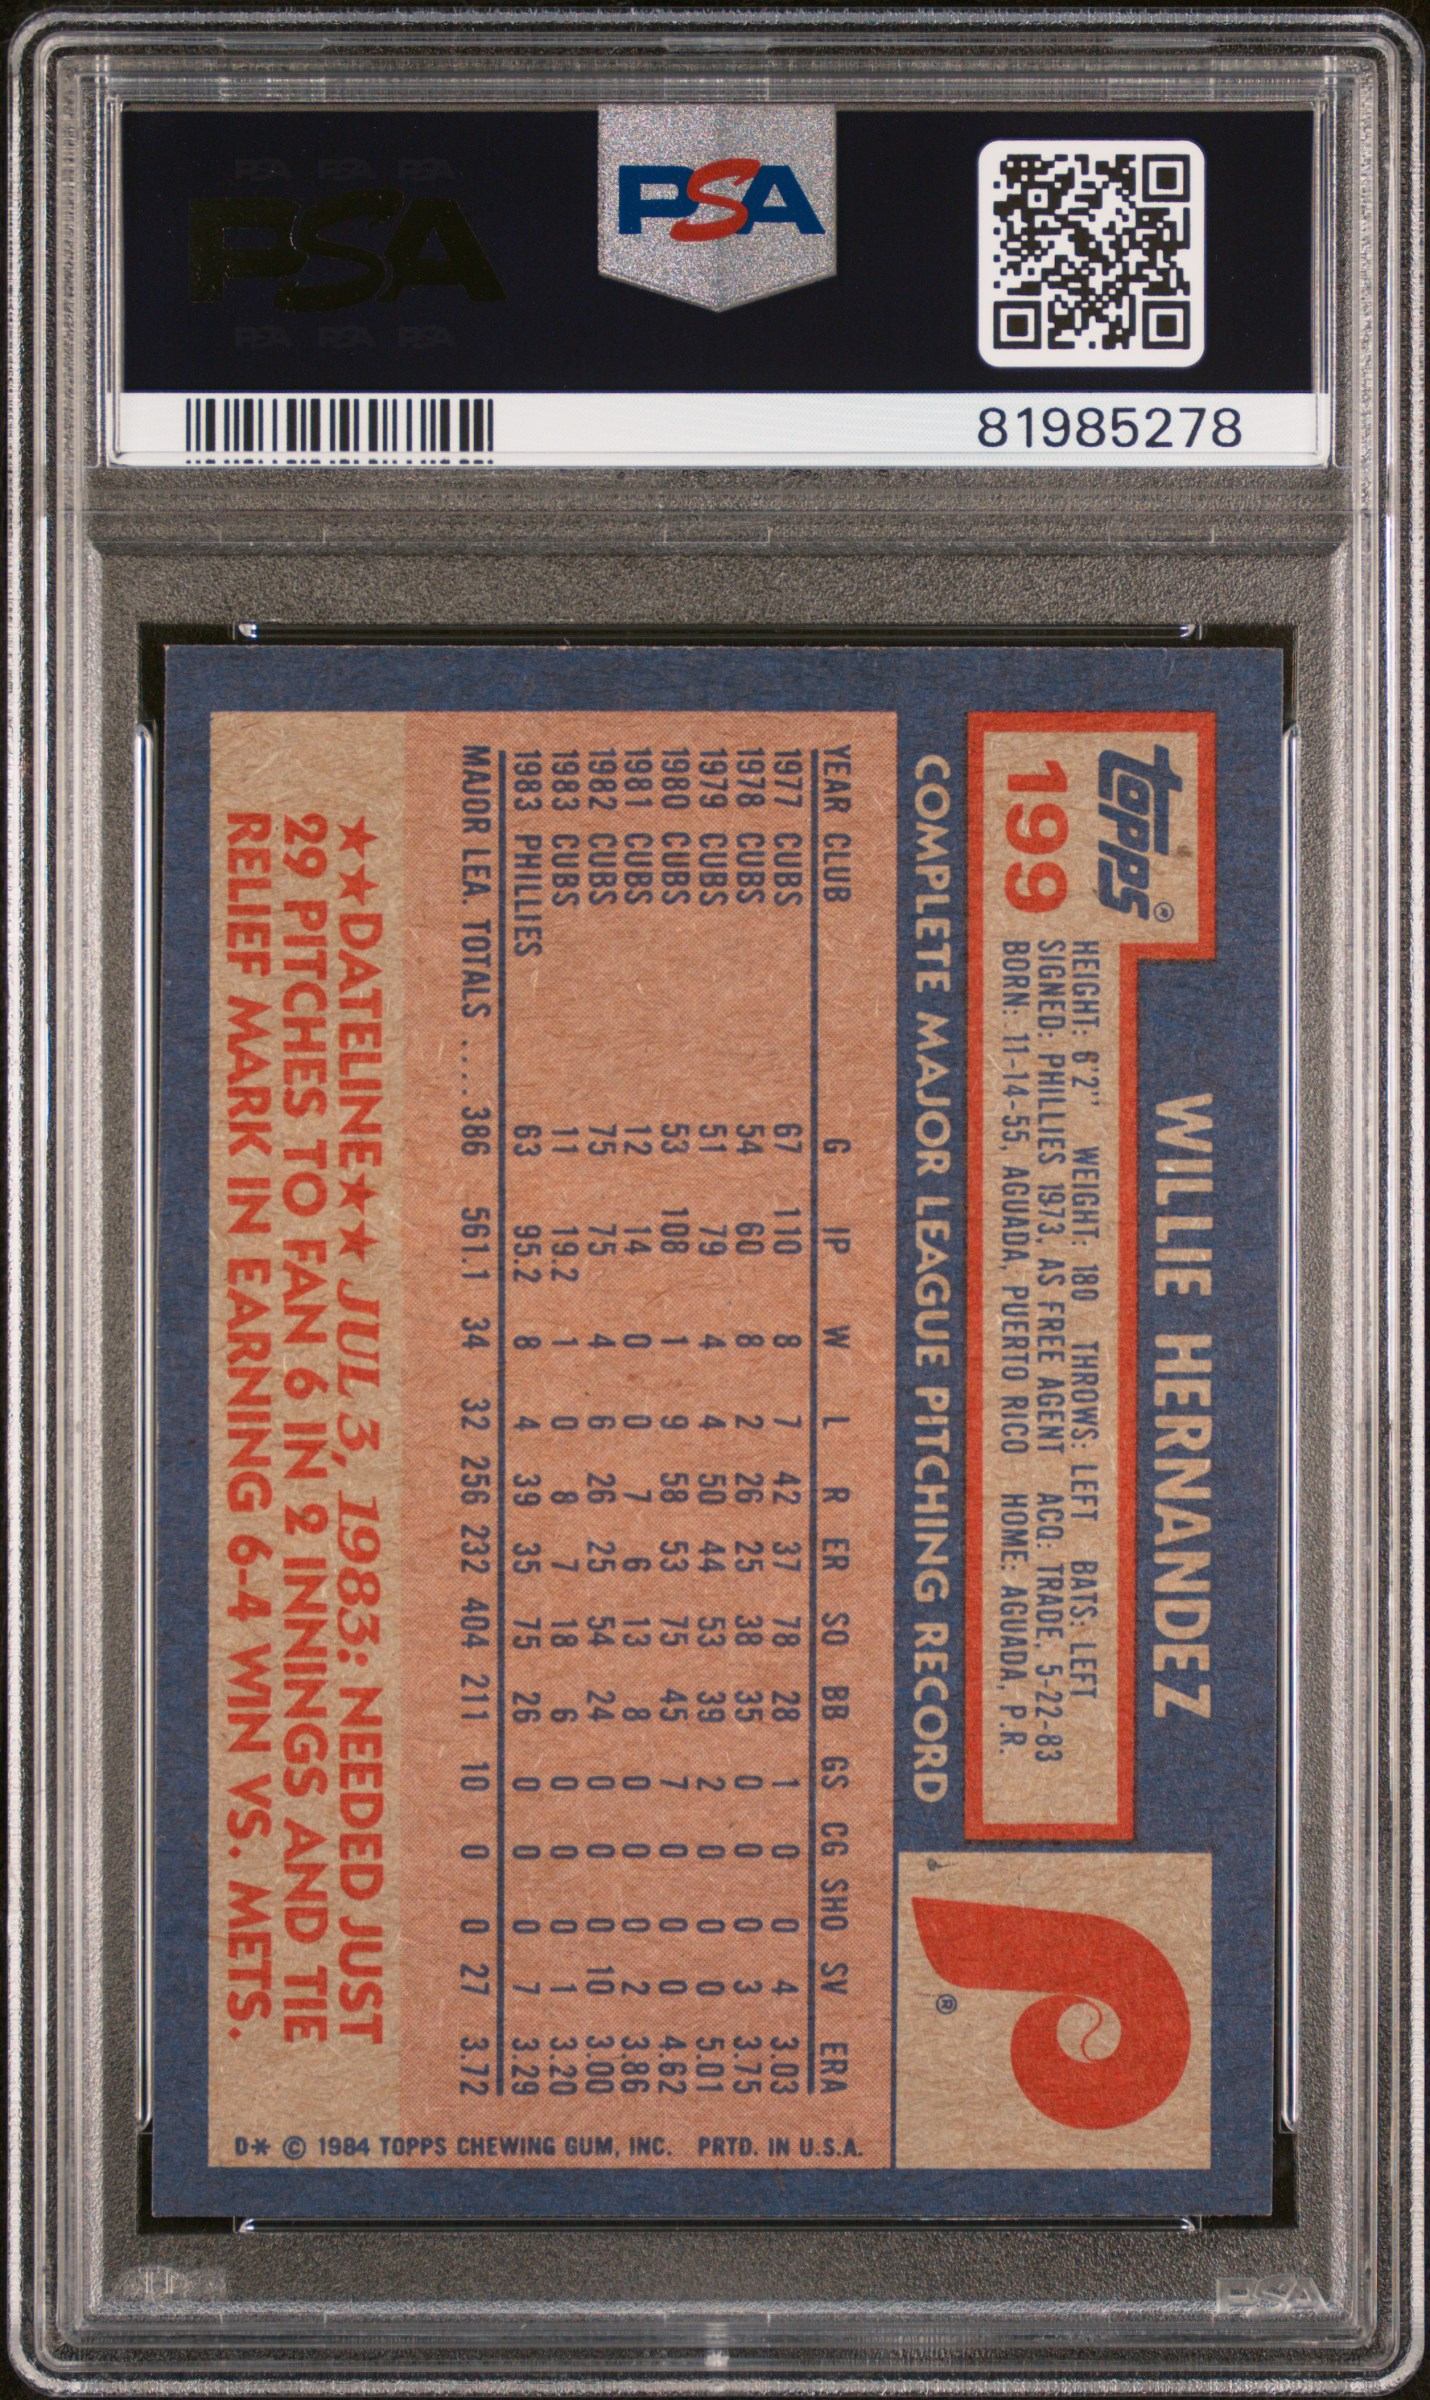 PSA PSA PSA
PSA
PSA PSA PSA
PSA
81985278
WILLIE HERNANDEZ
Topps®
199
HEIGHT: 6'2" WEIGHT: 180 THROWS: LEFT BATS: LEFT
SIGNED: PHILLIES 1973, AS FREE AGENT ACQ: TRADE, 5-22-83
BORN: 11-14-55, AGUADA, PUERTO RICO HOME: AGUADA, P.R.
P ®
COMPLETE MAJOR LEAGUE PITCHING RECORD
YEAR CLUB G IP W L R ER SO BB GS CG SHO SV ERA
1977 CUBS 67 110 8 7 42 37 78 28 1 0 0 4 3.03
1978 CUBS 54 60 8 2 26 25 38 35 0 0 0 3 3.75
1979 CUBS 51 79 4 4 50 44 53 39 2 0 0 0 5.01
1980 CUBS 53 108 1 9 58 53 75 45 7 0 0 0 4.62
1981 CUBS 12 14 0 0 7 6 13 8 0 0 0 2 3.86
1982 CUBS 75 75 4 6 26 25 54 24 0 0 0 10 3.00
1983 CUBS 11 19.2 1 0 8 7 18 6 0 0 0 1 3.20
1983 PHILLIES 63 95.2 8 4 39 35 75 26 0 0 0 7 3.29
MAJOR LEA. TOTALS .... 386 561.1 34 32 256 232 404 211 10 0 0 27 3.72
★★DATELINE★★ JUL 3, 1983: NEEDED JUST
29 PITCHES TO FAN 6 IN 2 INNINGS AND TIE
RELIEF MARK IN EARNING 6-4 WIN VS. METS.
D* © 1984 TOPPS CHEWING GUM, INC. PRTD. IN U.S.A.
PSA